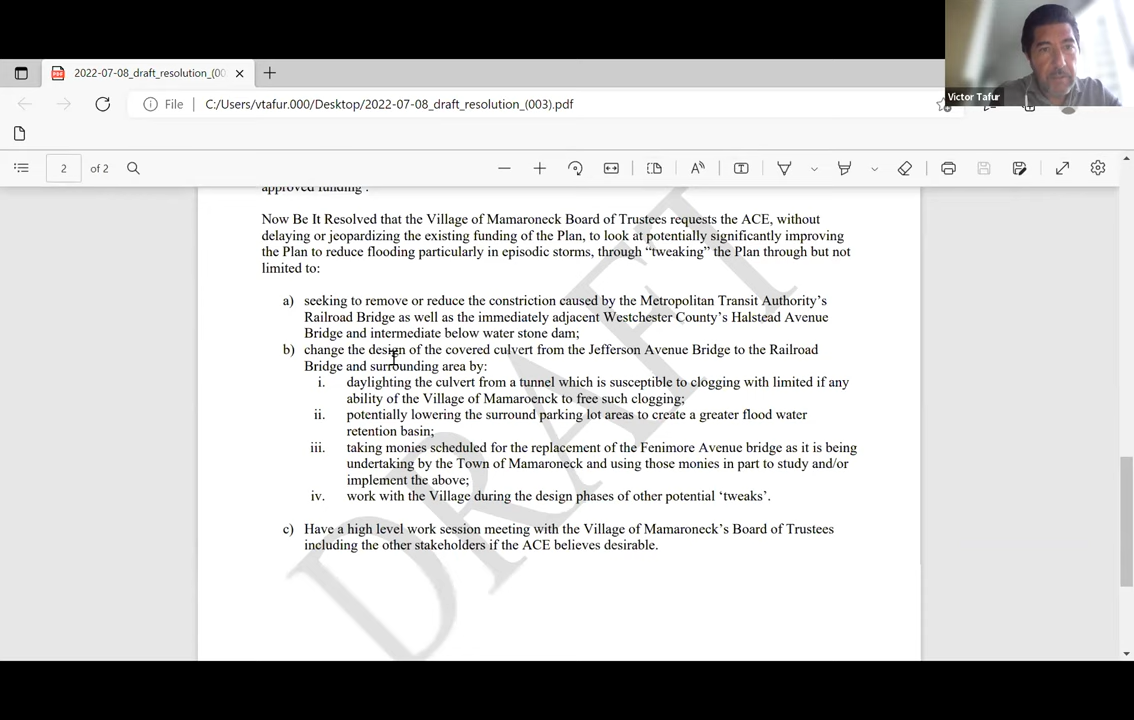 2022-07-08_draft_resolution_(00
File
C:/Users/vtafur.000/Desktop/2022-07-08_draft_resolution_(003).pdf
Victor Tafur
2
of 2
approved funding .
Now Be It Resolved that the Village of Mamaroneck Board of Trustees requests the ACE, without
delaying or jeopardizing the existing funding of the Plan, to look at potentially significantly improving
the Plan to reduce flooding particularly in episodic storms, through “tweaking” the Plan through but not
limited to:
a) seeking to remove or reduce the constriction caused by the Metropolitan Transit Authority’s
Railroad Bridge as well as the immediately adjacent Westchester County’s Halstead Avenue
Bridge and intermediate below water stone dam;
b) change the design of the covered culvert from the Jefferson Avenue Bridge to the Railroad
Bridge and surrounding area by:
i. daylighting the culvert from a tunnel which is susceptible to clogging with limited if any
ability of the Village of Mamaroenck to free such clogging;
ii. potentially lowering the surround parking lot areas to create a greater flood water
retention basin;
iii. taking monies scheduled for the replacement of the Fenimore Avenue bridge as it is being
undertaking by the Town of Mamaroneck and using those monies in part to study and/or
implement the above;
iv. work with the Village during the design phases of other potential ‘tweaks’.
c) Have a high level work session meeting with the Village of Mamaroneck’s Board of Trustees
including the other stakeholders if the ACE believes desirable.
DRAFT